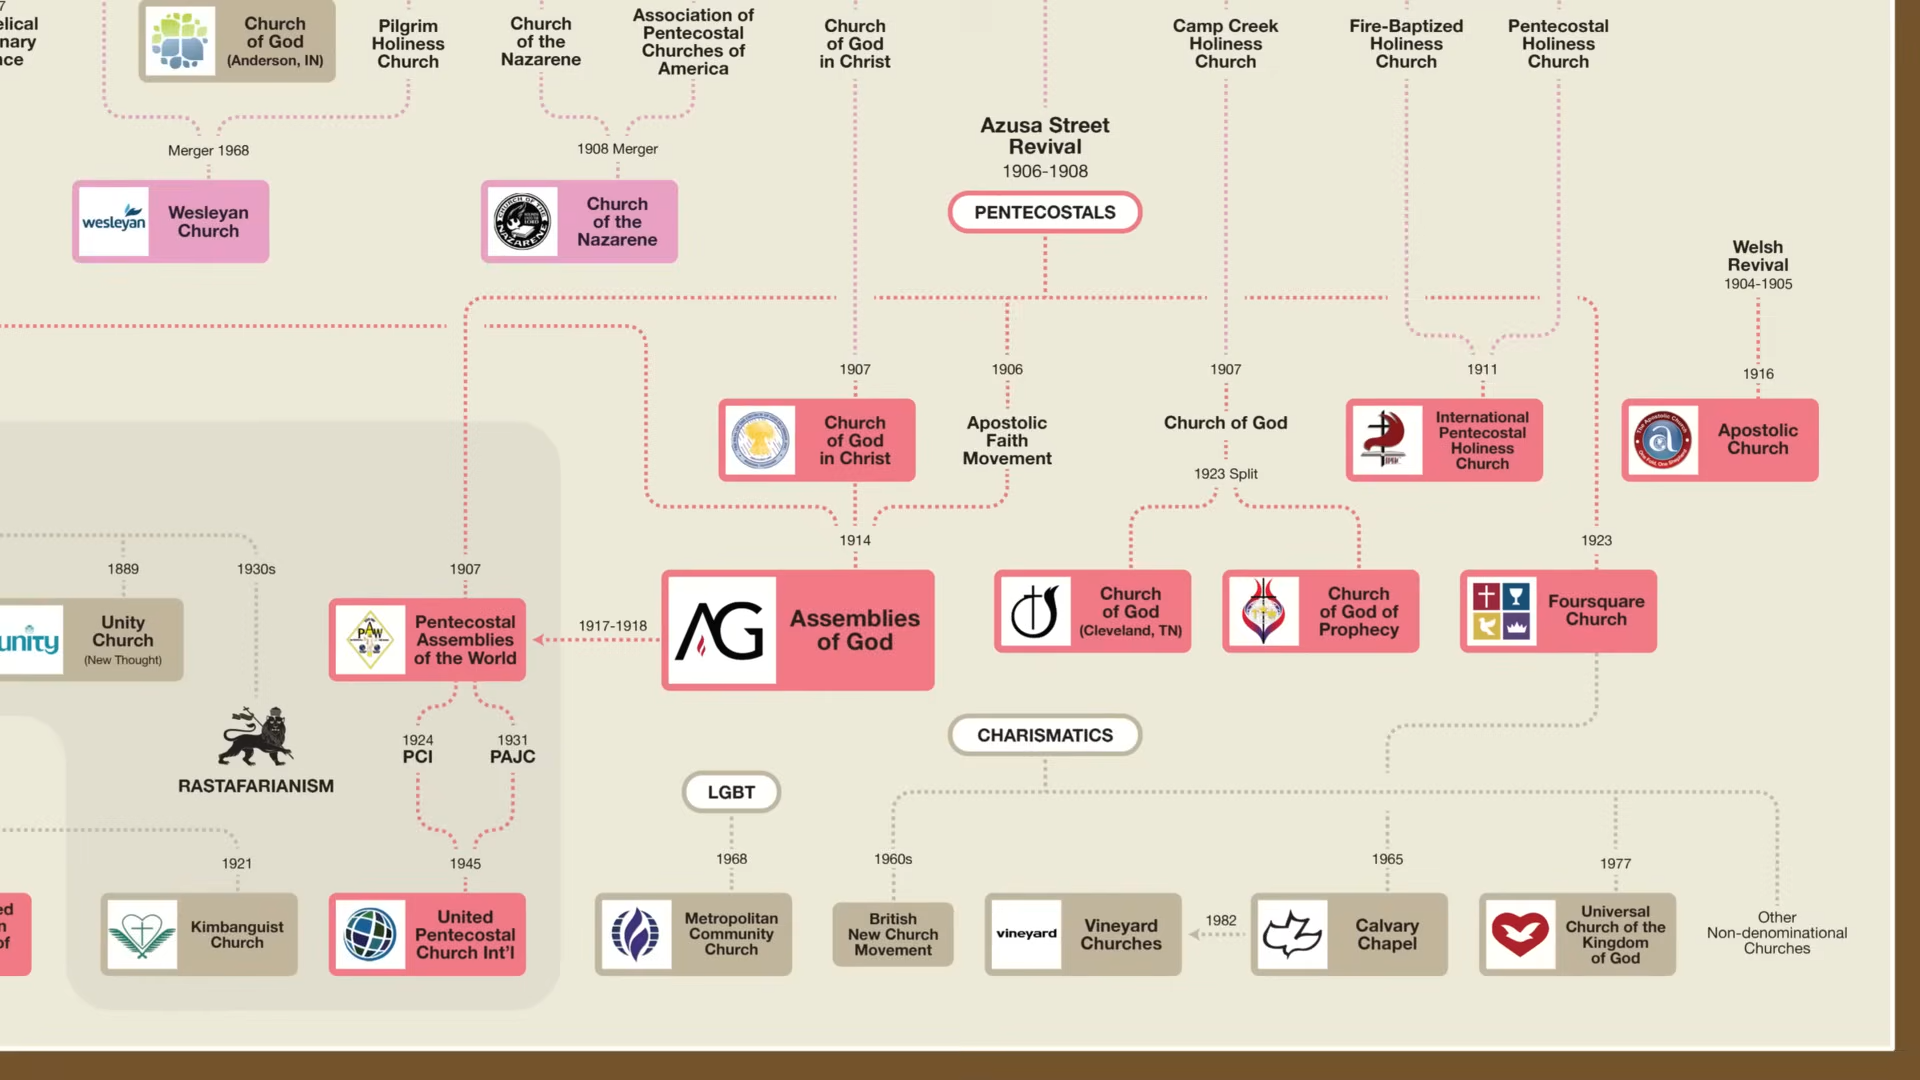 7
elical
nary
nce
Church
of God
(Anderson, IN)
Pilgrim
Holiness
Church
Church
of the
Nazarene
Association of
Pentecostal
Churches of
America
Church
of God
in Christ
Camp Creek
Holiness
Church
Fire-Baptized
Holiness
Church
Pentecostal
Holiness
Church
Merger 1968
1908 Merger
Azusa Street
Revival
1906-1908
PENTECOSTALS
wesleyan
Wesleyan
Church
Church
of the
Nazarene
Welsh
Revival
1904-1905
1907
1906
1907
1911
1916
Church
of God
in Christ
Apostolic
Faith
Movement
Church of God
1923 Split
International
Pentecostal
Holiness
Church
Apostolic
Church
1889
1930s
1907
1914
1923
unity
Unity
Church
(New Thought)
PAW
Pentecostal
Assemblies
of the World
1917-1918
AG
Assemblies
of God
Church
of God
(Cleveland, TN)
Church
of God of
Prophecy
Foursquare
Church
RASTAFARIANISM
1924
PCI
1931
PAJC
LGBT
CHARISMATICS
1921
1945
1968
1960s
1965
1977
ed
n
of
Kimbanguist
Church
United
Pentecostal
Church Int'l
Metropolitan
Community
Church
British
New Church
Movement
vineyard
Vineyard
Churches
1982
Calvary
Chapel
Universal
Church of the
Kingdom
of God
Other
Non-denominational
Churches